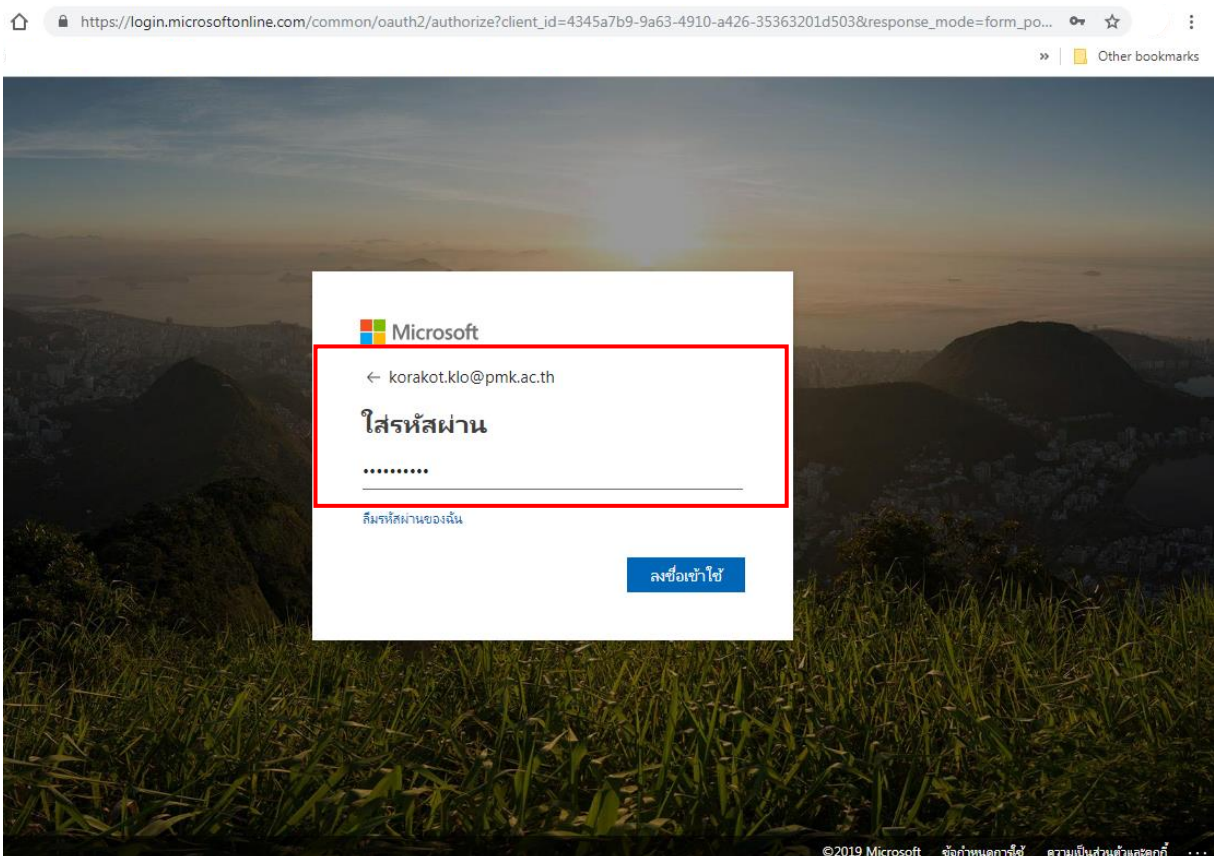 https://login.microsoftonline.com/common/oauth2/authorize?client_id=4345a7b9-9a63-4910-a426-35363201d503&response_mode=form_po...
» Other bookmarks
Microsoft
← korakot.klo@pmk.ac.th
ใส่รหัสผ่าน
••••••••••
ลืมรหัสผ่านของฉัน
ลงชื่อเข้าใช้
©2019 Microsoft ข้อกำหนดการใช้ ความเป็นส่วนตัวและคุกกี้ ...